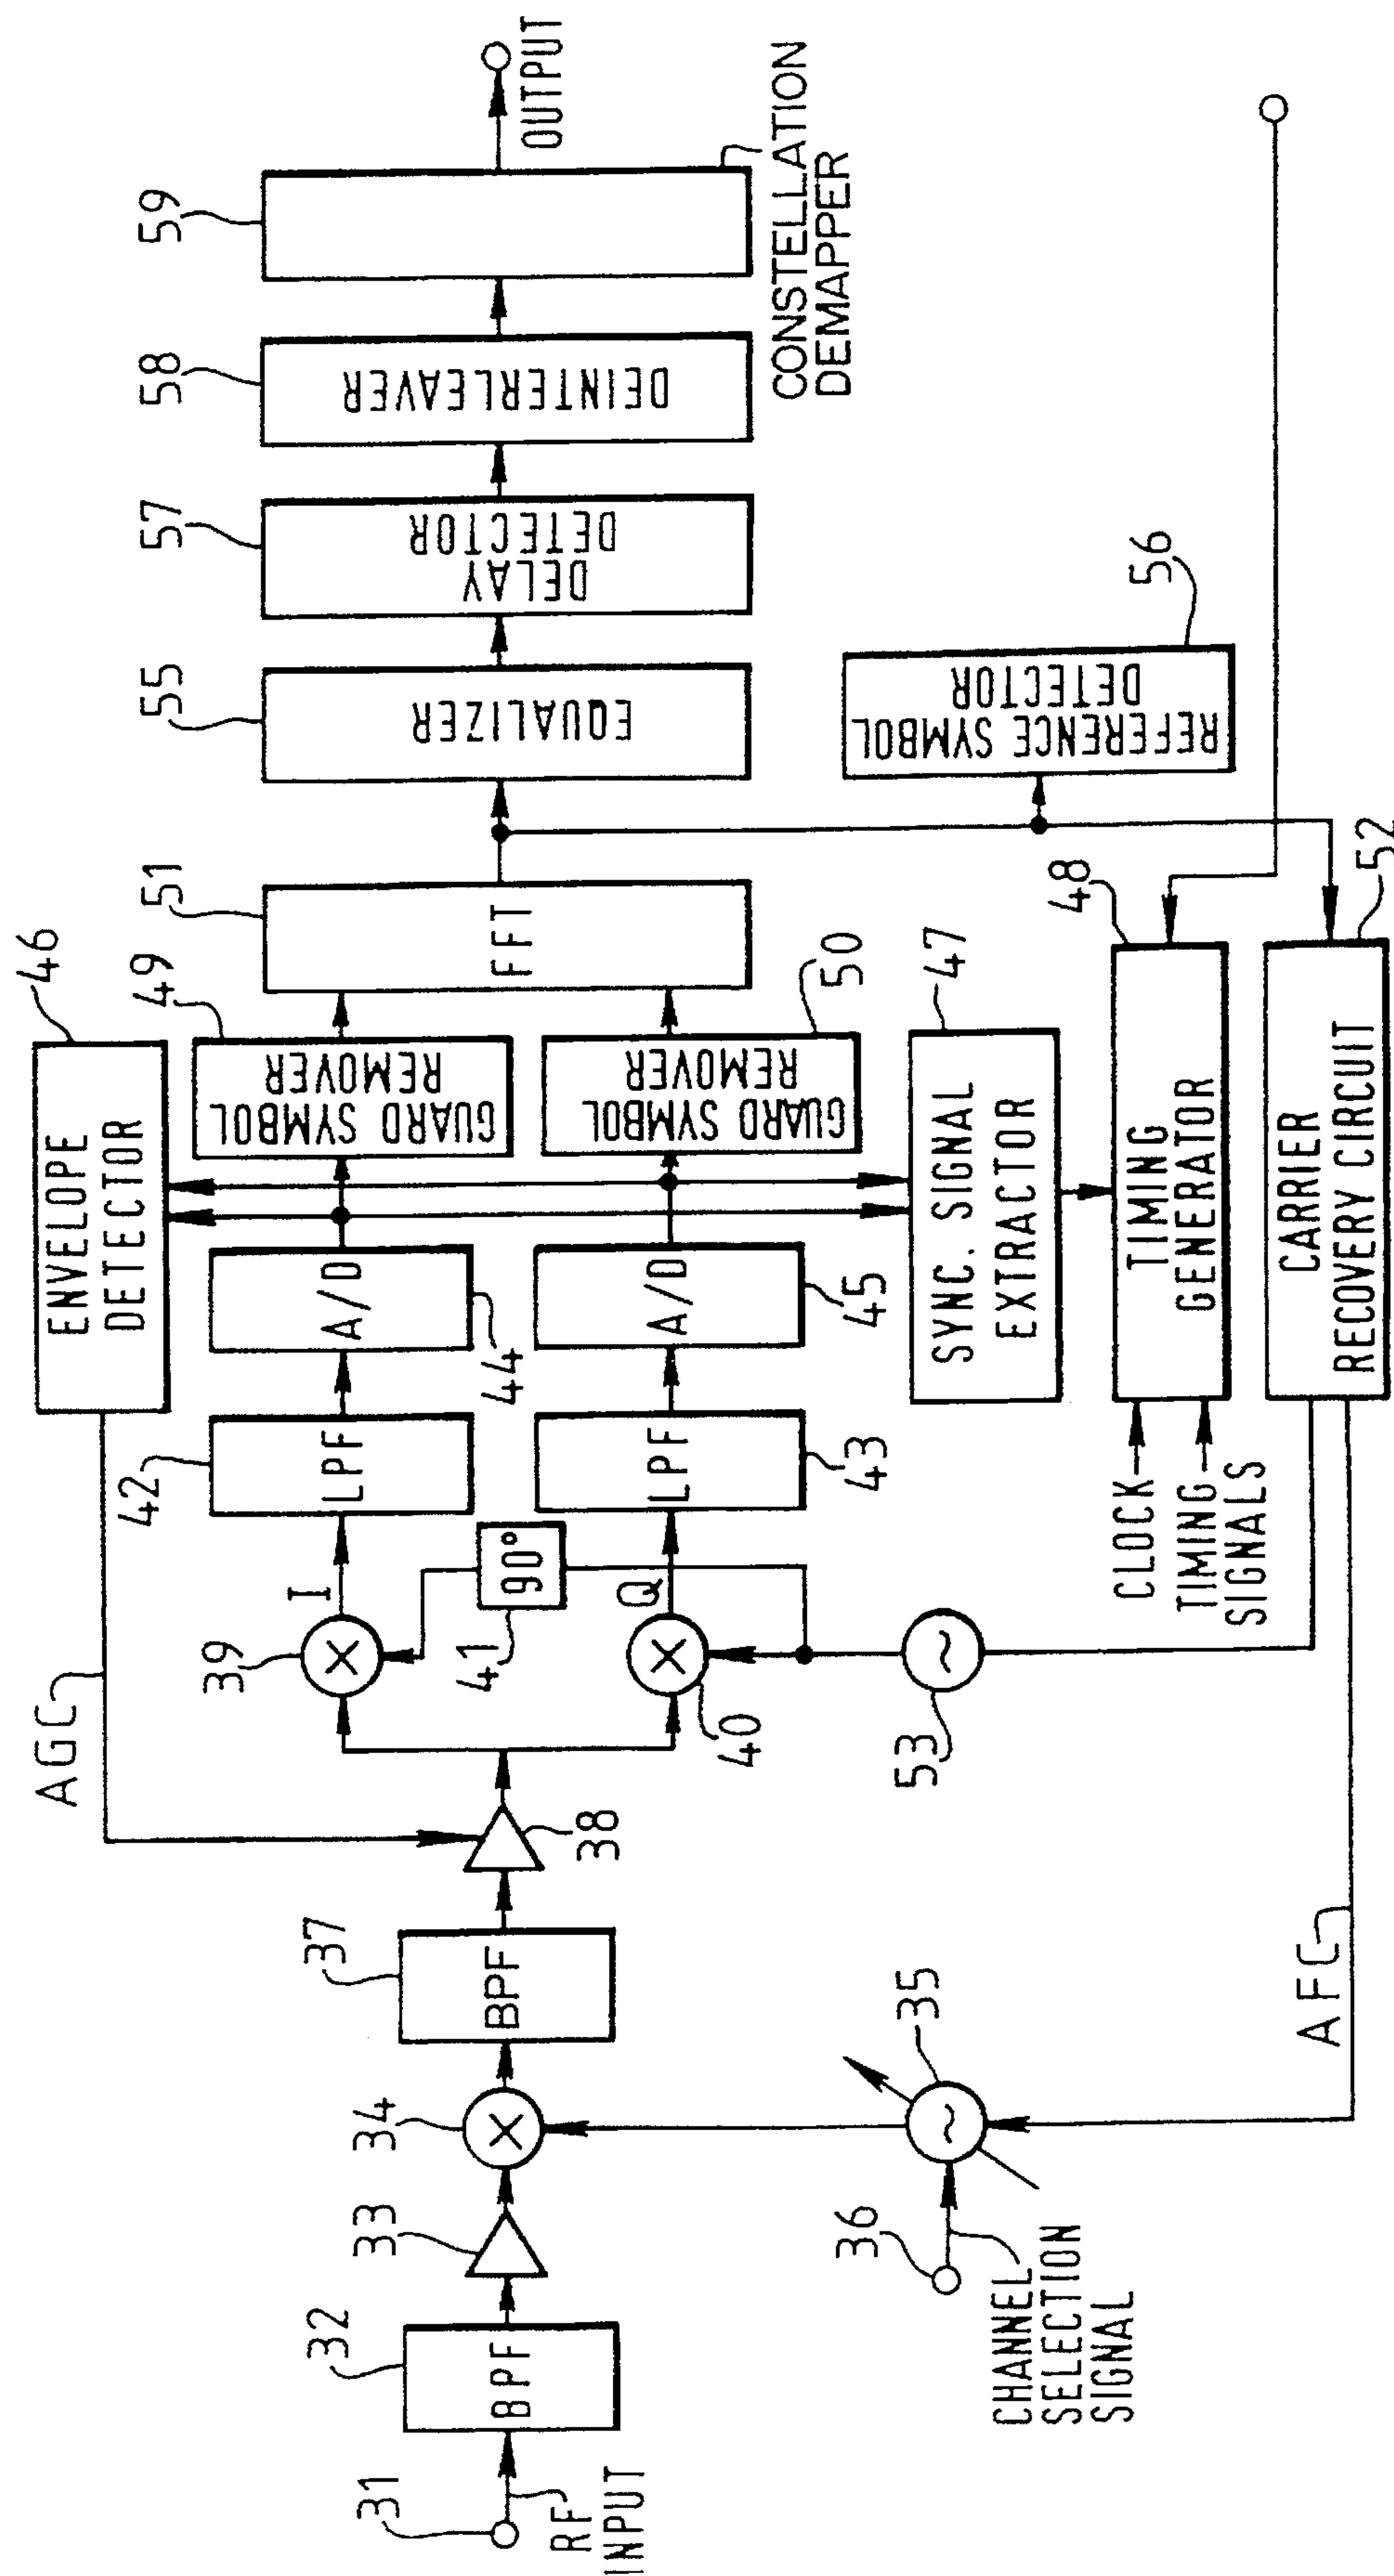 31
RF
INPUT
32
BPF
33
34
35
36
CHANNEL
SELECTION
SIGNAL
37
BPF
38
AGC
AFC
39
40
41
90°
I
Q
53
42
LPF
43
LPF
44
A/D
45
A/D
46
ENVELOPE
DETECTOR
49
GUARD SYMBOL
REMOVER
50
GUARD SYMBOL
REMOVER
47
SYNC. SIGNAL
EXTRACTOR
48
TIMING
GENERATOR
CLOCK
TIMING
SIGNALS
52
CARRIER
RECOVERY CIRCUIT
51
FFT
55
EQUALIZER
56
REFERENCE SYMBOL
DETECTOR
57
DELAY
DETECTOR
58
DEINTERLEAVER
59
CONSTELLATION
DEMAPPER
OUTPUT